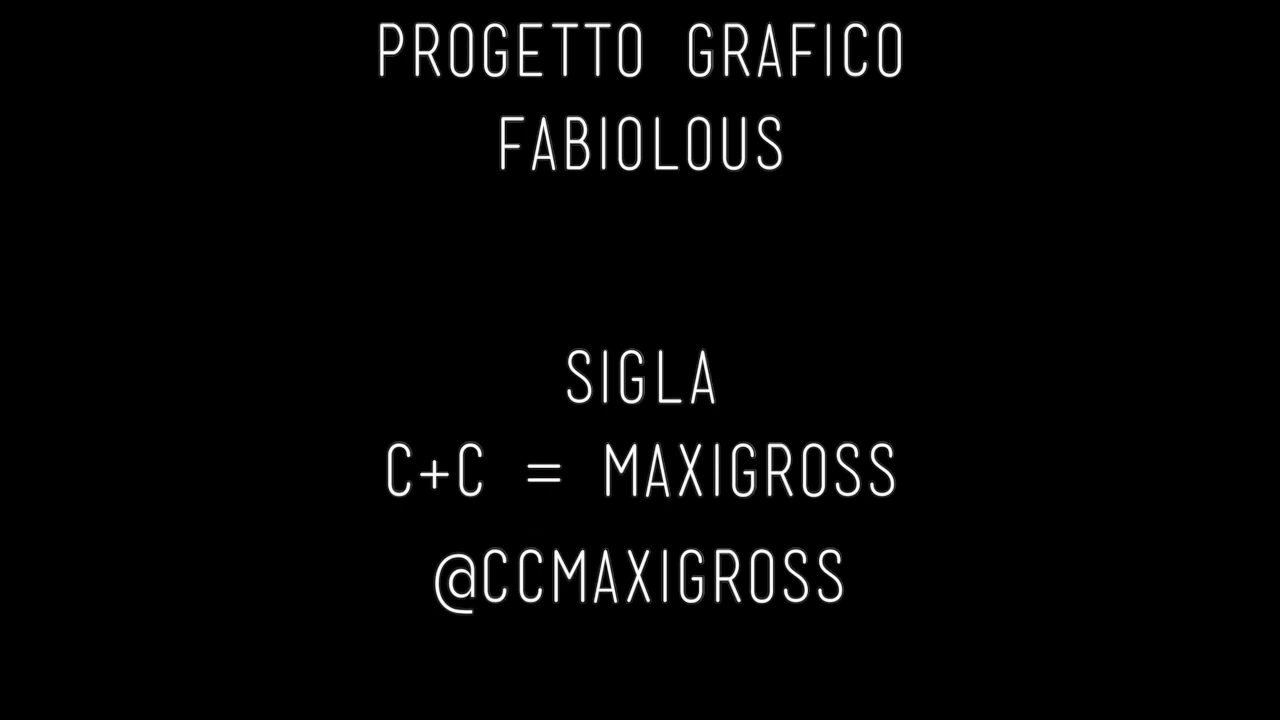 PROGETTO GRAFICO
FABIOLOUS
SIGLA
C+C = MAXIGROSS
@CCMAXIGROSS